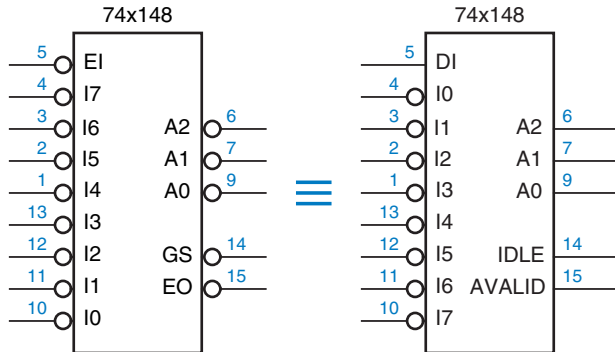 74x148
5 EI
4 I7
3 I6
2 I5
1 I4
13 I3
12 I2
11 I1
10 I0
A2 6
A1 7
A0 9
GS 14
EO 15
74x148
5 DI
4 I0
3 I1
2 I2
1 I3
13 I4
12 I5
11 I6
10 I7
A2 6
A1 7
A0 9
IDLE 14
AVALID 15